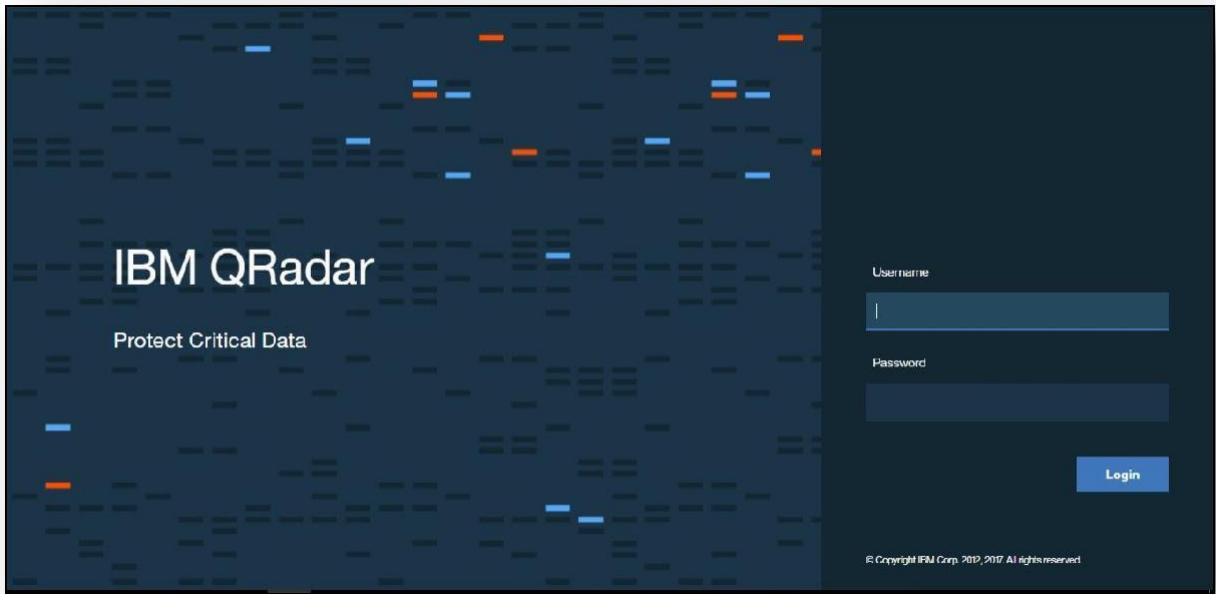 IBM QRadar
Protect Critical Data
Username
Password
Login
© Copyright IBM Corp. 2012, 2017. All rights reserved.